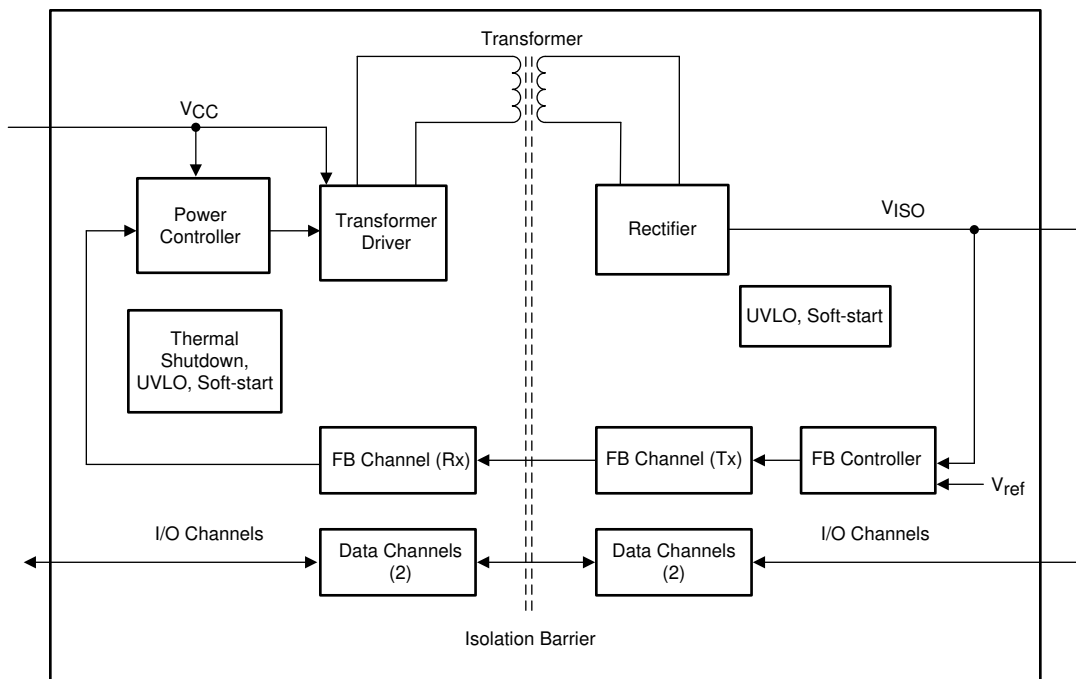 Transformer
VCC
Power
Controller
Transformer
Driver
Rectifier
VISO
Thermal
Shutdown,
UVLO, Soft-start
UVLO, Soft-start
FB Channel (Rx)
FB Channel (Tx)
FB Controller
Vref
I/O Channels
Data Channels
(2)
Data Channels
(2)
I/O Channels
Isolation Barrier